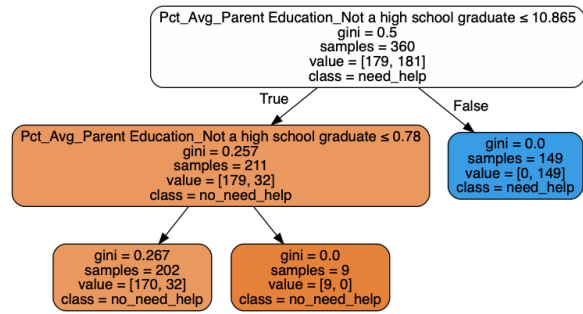 Pct_Avg_Parent Education_Not a high school graduate ≤ 10.865
gini = 0.5
samples = 360
value = [179, 181]
class = need_help
True
False
Pct_Avg_Parent Education_Not a high school graduate ≤ 0.78
gini = 0.257
samples = 211
value = [179, 32]
class = no_need_help
gini = 0.0
samples = 149
value = [0, 149]
class = need_help
gini = 0.267
samples = 202
value = [170, 32]
class = no_need_help
gini = 0.0
samples = 9
value = [9, 0]
class = no_need_help